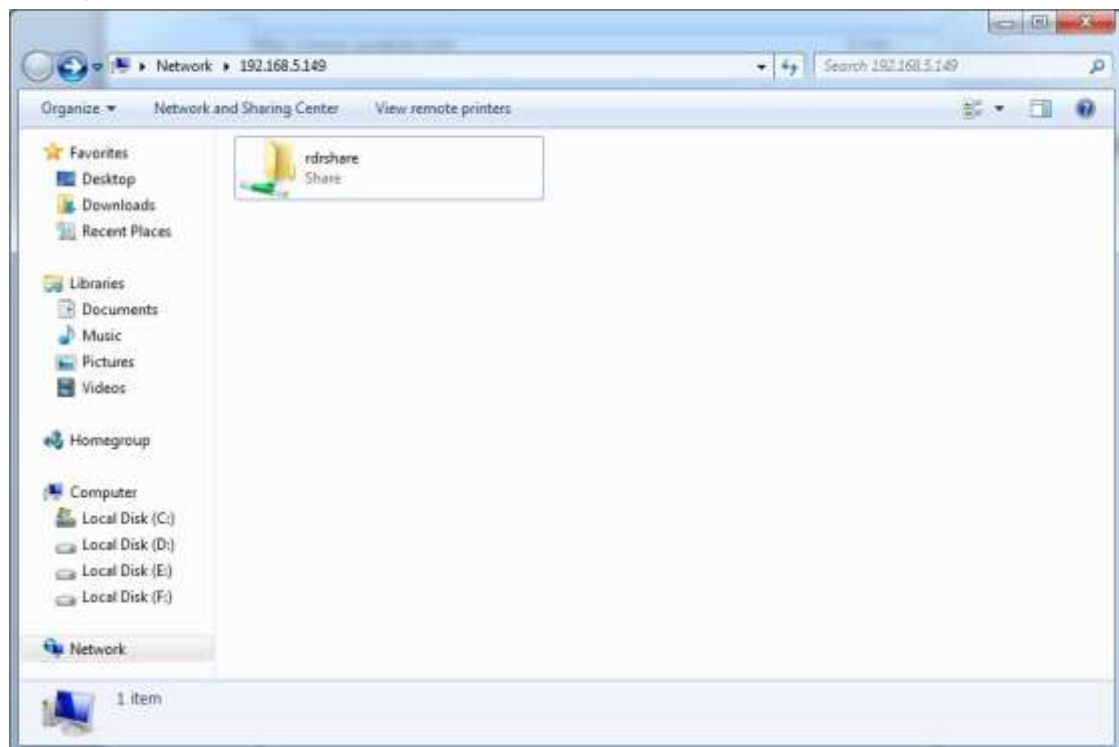 Network ▸ 192.168.5.149
Search 192.168.5.149
Organize
Network and Sharing Center
View remote printers
Favorites
Desktop
Downloads
Recent Places
Libraries
Documents
Music
Pictures
Videos
Homegroup
Computer
Local Disk (C:)
Local Disk (D:)
Local Disk (E:)
Local Disk (F:)
Network
rdrshare
Share
1 item